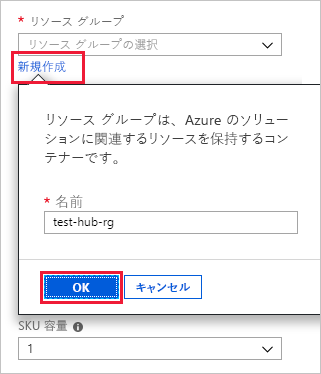 * リソース グループ
リソース グループの選択
新規作成
リソース グループは、Azure のソリュー
ションに関連するリソースを保持するコン
テナーです。
* 名前
test-hub-rg
OK キャンセル
SKU 容量
1